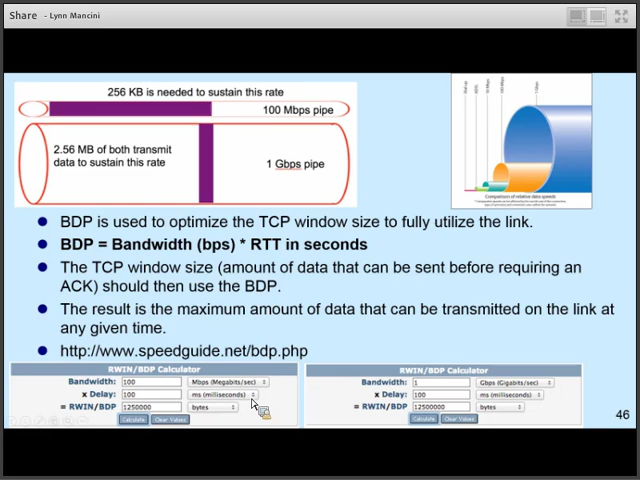 Share - Lynn Mancini
256 KB is needed to sustain this rate
100 Mbps pipe
2.56 MB of both transmit
data to sustain this rate
1 Gbps pipe
Comparison of relative data speeds
BDP is used to optimize the TCP window size to fully utilize the link.
BDP = Bandwidth (bps) * RTT in seconds
The TCP window size (amount of data that can be sent before requiring an
ACK) should then use the BDP.
The result is the maximum amount of data that can be transmitted on the link at
any given time.
http://www.speedguide.net/bdp.php
RWIN/BDP Calculator
Bandwidth: 100 Mbps (Megabits/sec)
x Delay: 100 ms (milliseconds)
= RWIN/BDP 1250000 bytes
Calculate Clear Values
RWIN/BDP Calculator
Bandwidth: 1 Gbps (Gigabits/sec)
x Delay: 100 ms (milliseconds)
= RWIN/BDP 12500000 bytes
Calculate Clear Values
46